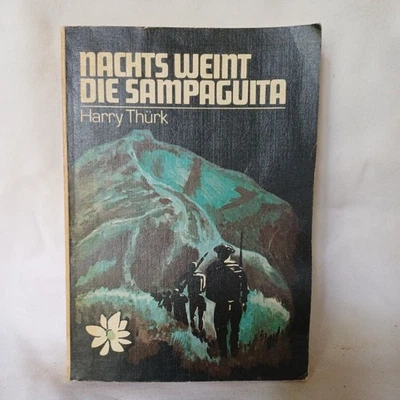 NACHTS WEINT
DIE SAMPAGUITA
Harry Thürk